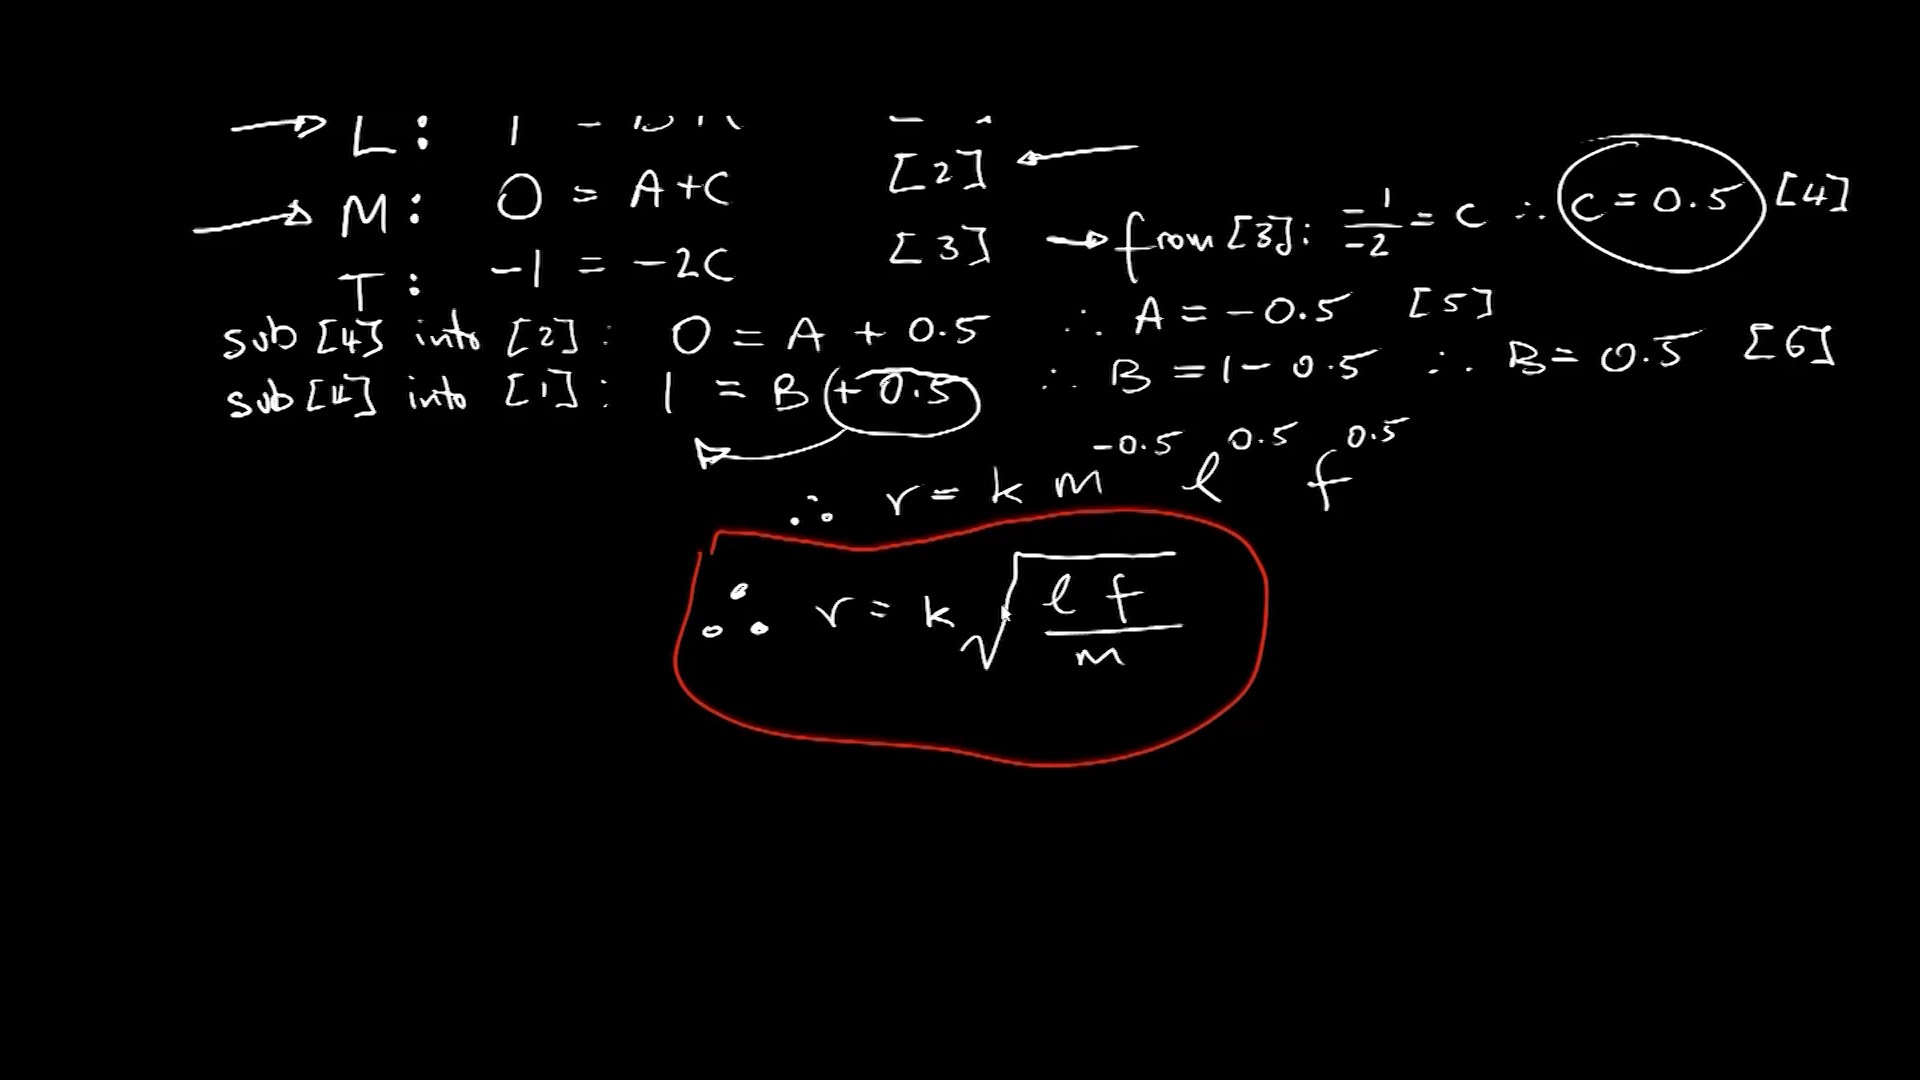 L: 1 =
M: 0 = A+C [2]
T: -1 = -2C [3] from [3]: -1/-2 = C ∴ C = 0.5 [4]
sub [4] into [2]: 0 = A + 0.5 ∴ A = -0.5 [5]
sub [4] into [1]: 1 = B + 0.5 ∴ B = 1 - 0.5 ∴ B = 0.5 [6]
∴ r = k m^-0.5 l^0.5 f^0.5
∴ r = k √(l f / m)